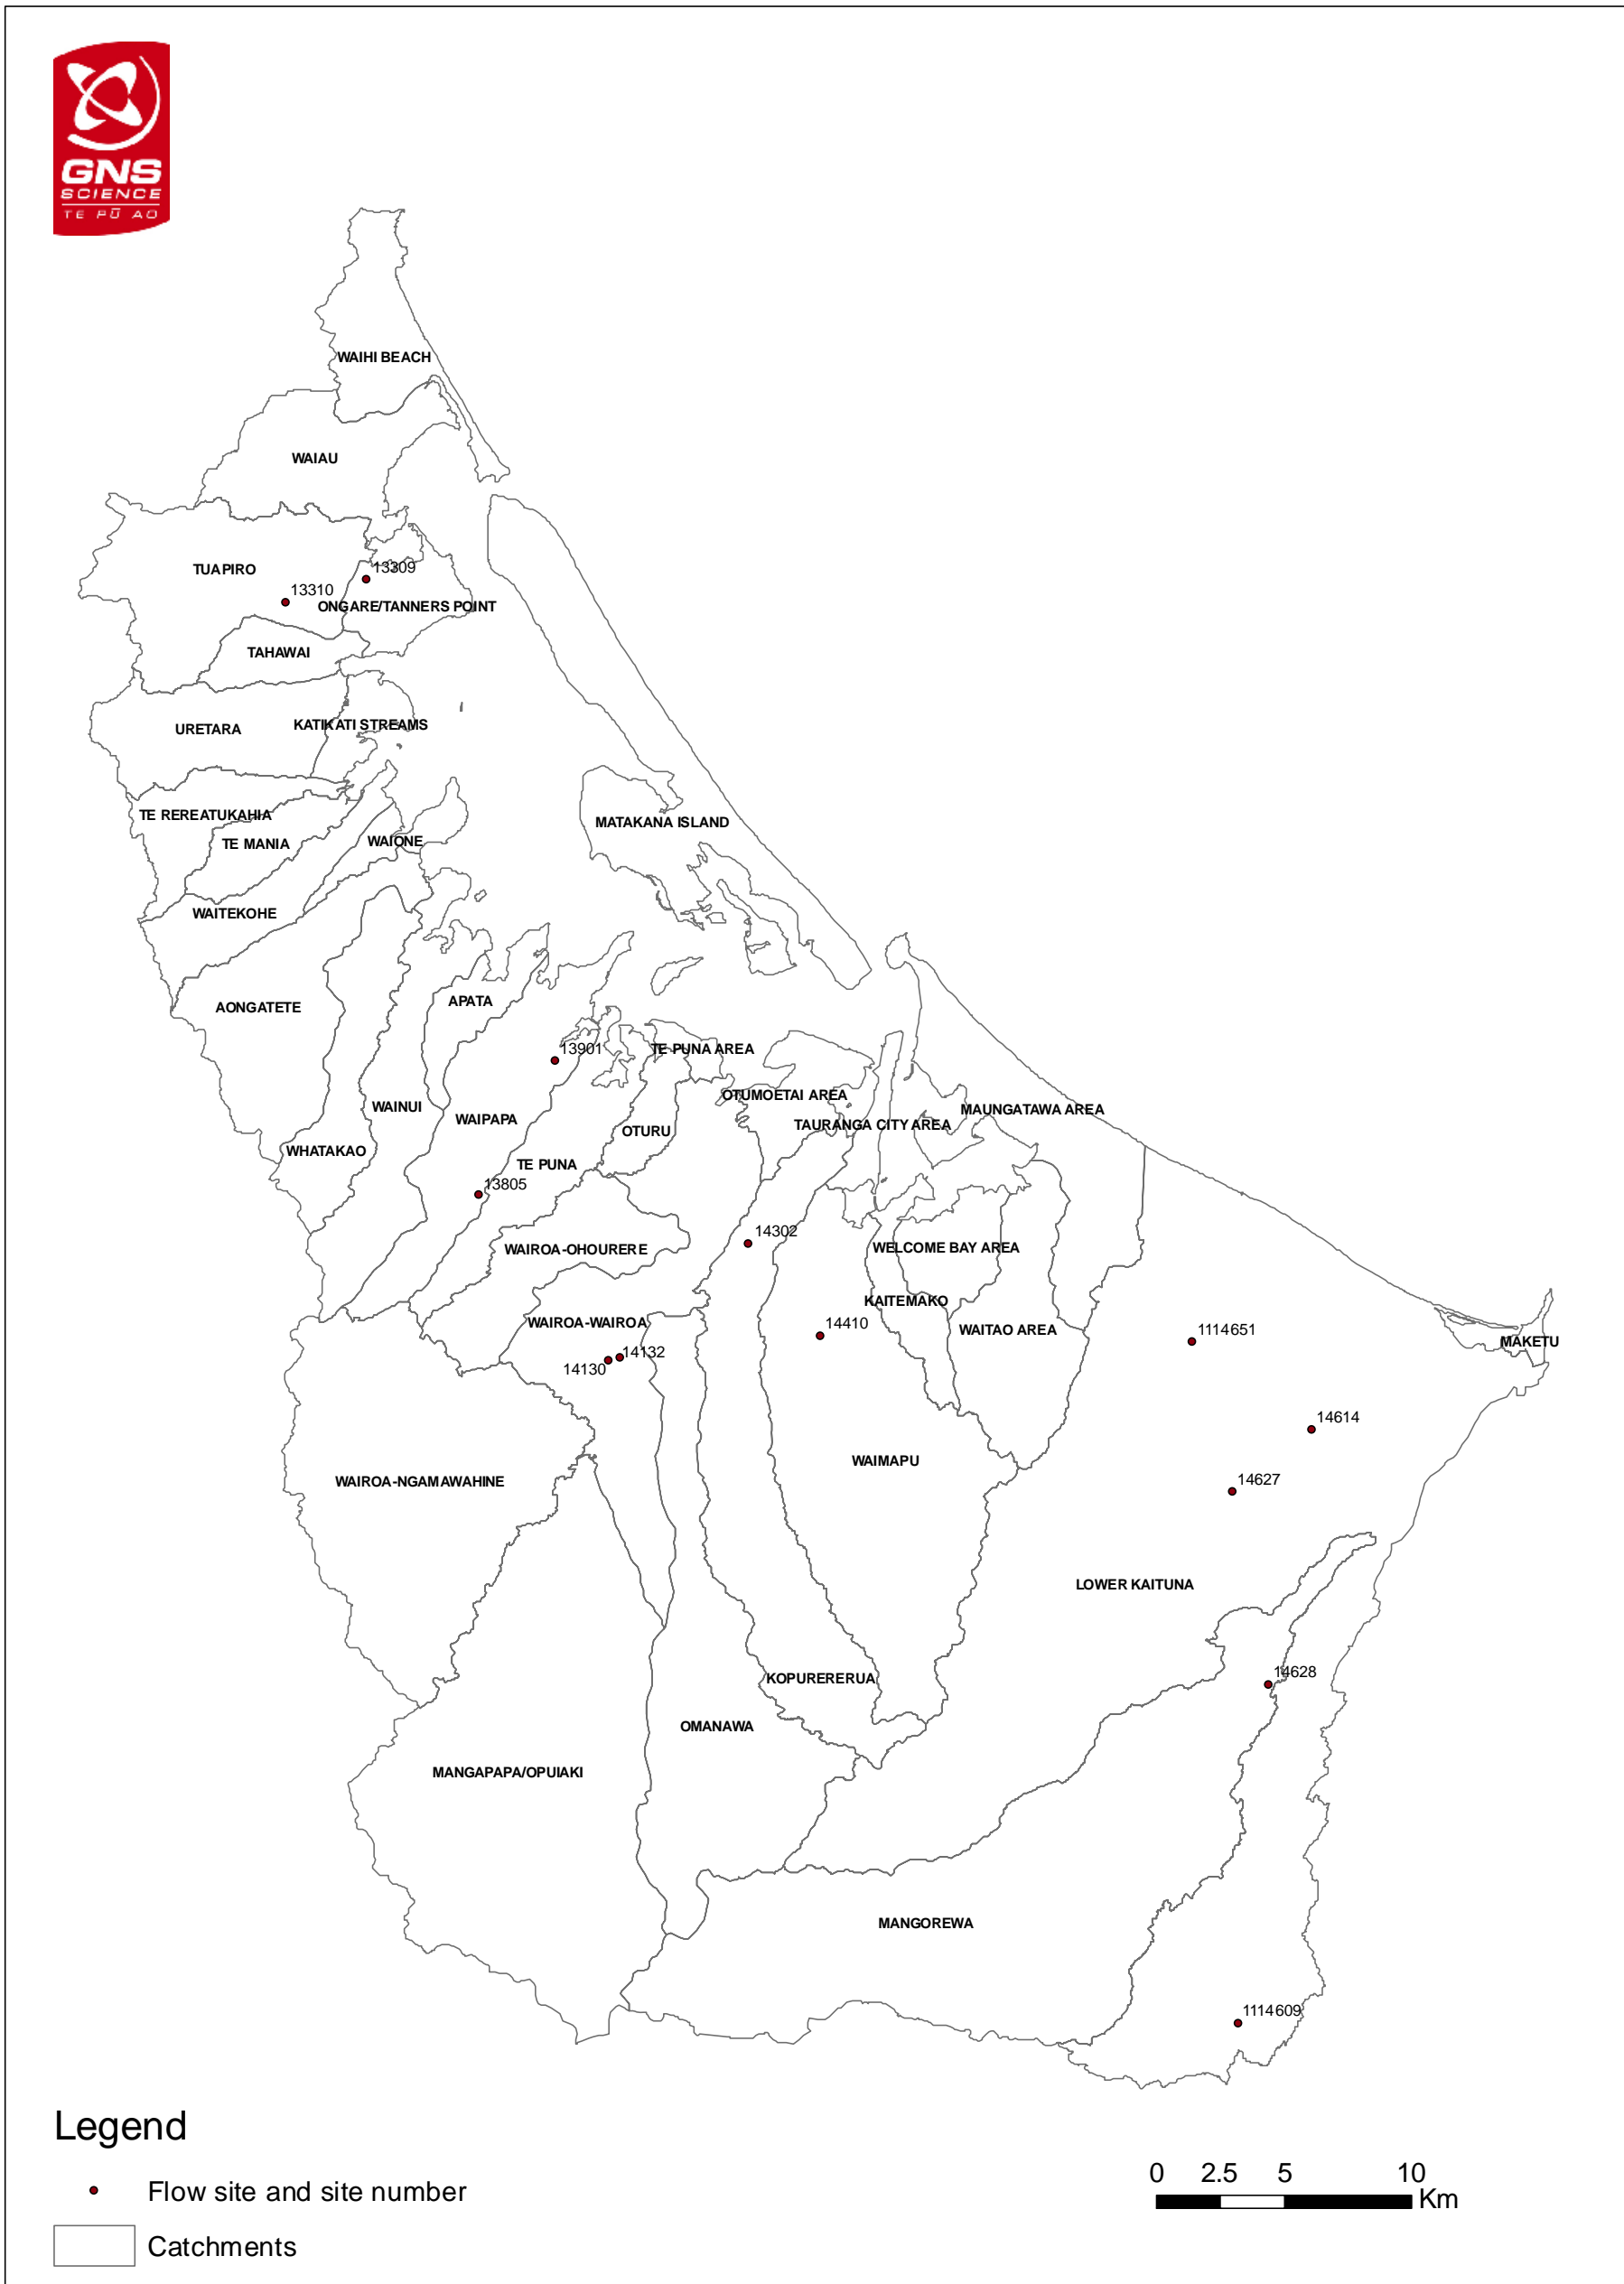 GNS
SCIENCE
TE PŪ AO
WAIHI BEACH
WAIAU
TUAPIRO
13309
13310
ONGARE/TANNERS POINT
TAHAWAI
URETARA
KATIKATI STREAMS
TE REREATUKAHIA
MATAKANA ISLAND
TE MANIA
WAIONE
WAITEKOHE
AONGATETE
APATA
13901
TE PUNA AREA
OTUMOETAI AREA
WAINUI
WAIPAPA
MAUNGATAWA AREA
TAURANGA CITY AREA
OTURU
WHATAKAO
TE PUNA
13805
14302
WAIROA-OHOURERE
WELCOME BAY AREA
KAITEMAKO
WAIROA-WAIROA
14410
WAITAO AREA
1114651
MAKETU
14132
14130
14614
WAIMAPU
WAIROA-NGAMAWAHINE
14627
LOWER KAITUNA
14628
KOPURERERUA
OMANAWA
MANGAPAPA/OPUIAKI
MANGOREWA
1114609
Legend
Flow site and site number
Catchments
0 2.5 5 10
Km